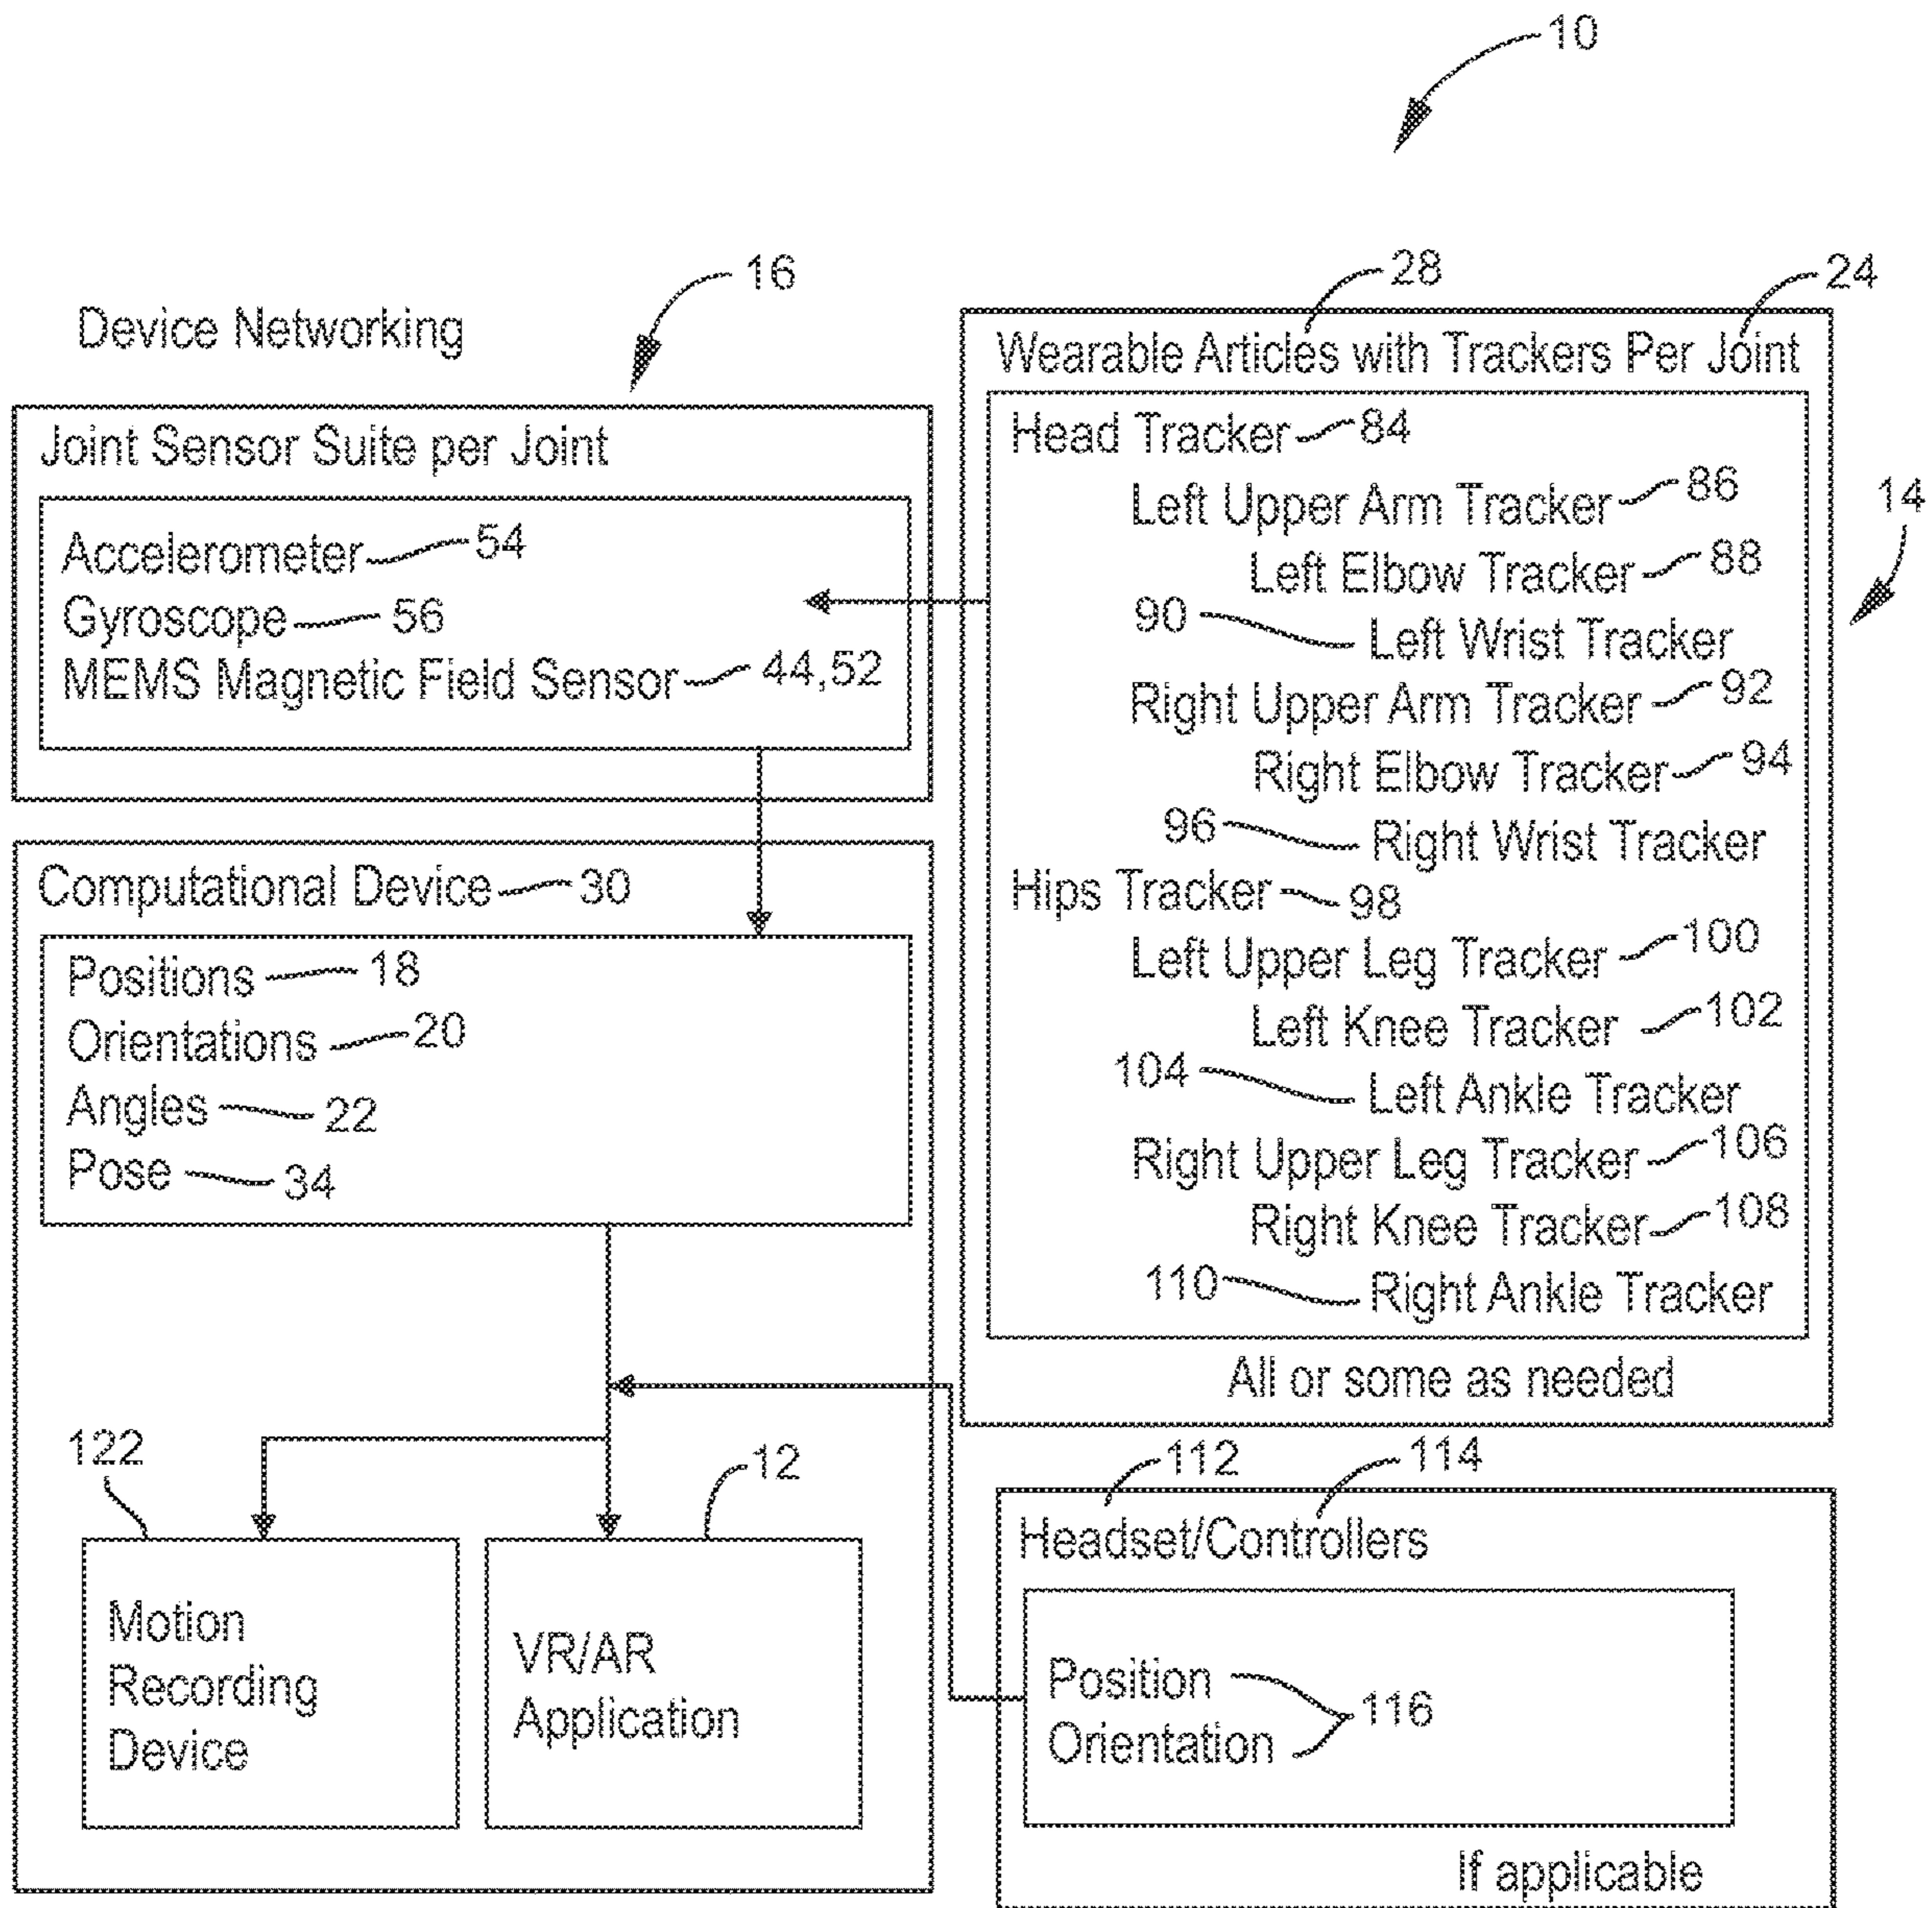 10
16
Device Networking
Joint Sensor Suite per Joint
Accelerometer 54
Gyroscope 56
MEMS Magnetic Field Sensor 44,52
28
24
Wearable Articles with Trackers Per Joint
14
Head Tracker 84
Left Upper Arm Tracker 86
Left Elbow Tracker 88
90 Left Wrist Tracker
Right Upper Arm Tracker 92
Right Elbow Tracker 94
96 Right Wrist Tracker
Hips Tracker 98
Left Upper Leg Tracker 100
Left Knee Tracker 102
104 Left Ankle Tracker
Right Upper Leg Tracker 106
Right Knee Tracker 108
110 Right Ankle Tracker
All or some as needed
Computational Device 30
Positions 18
Orientations 20
Angles 22
Pose 34
122
12
Motion
Recording
Device
VR/AR
Application
112
114
Headset/Controllers
Position
Orientation
116
If applicable